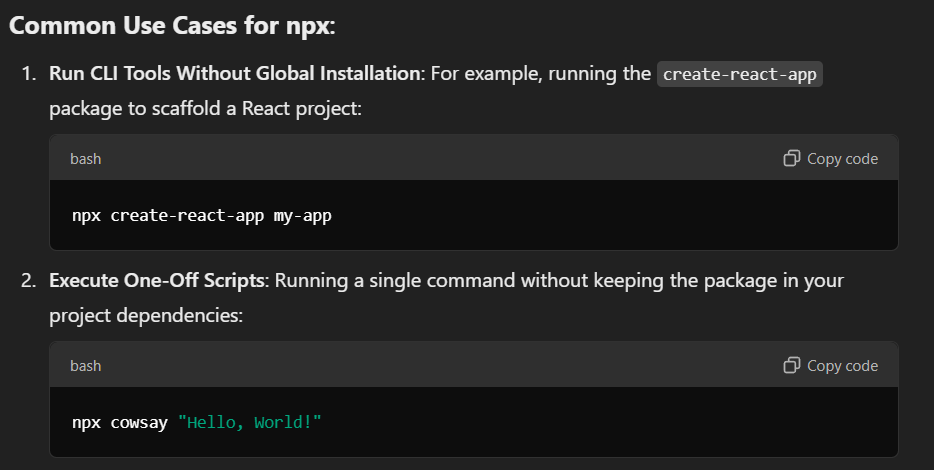 Common Use Cases for npx:
1. Run CLI Tools Without Global Installation: For example, running the create-react-app
package to scaffold a React project:
bash Copy code
npx create-react-app my-app
2. Execute One-Off Scripts: Running a single command without keeping the package in your
project dependencies:
bash Copy code
npx cowsay "Hello, World!"